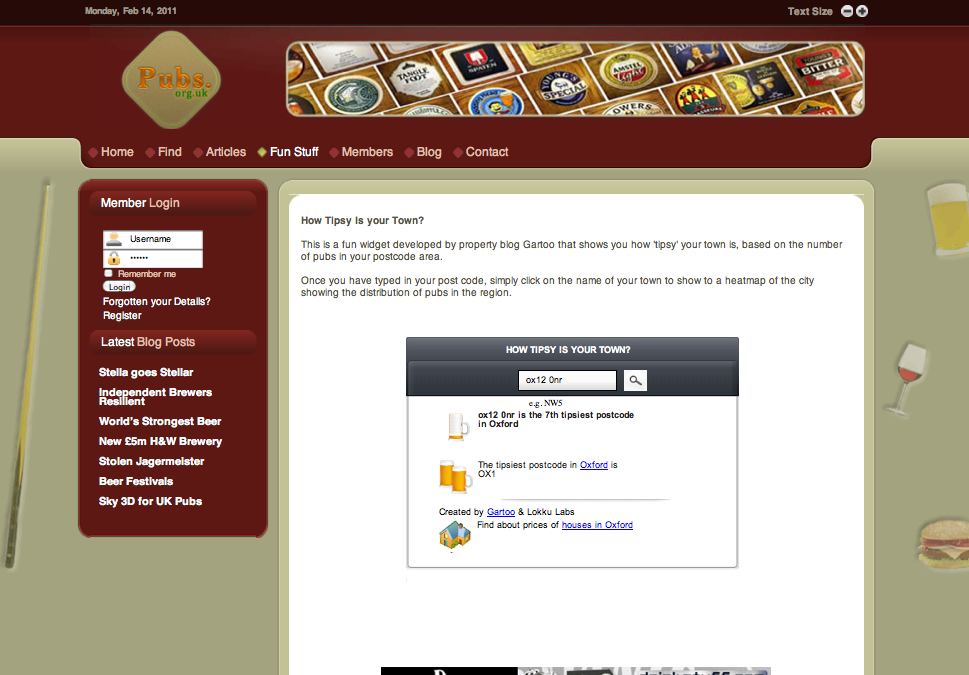 Monday, Feb 14, 2011
Text Size
Pubs.
org.uk
TANGLE FOOT
SPATEN
YOUNG'S
SPECIAL
AMSTEL
BITTER
Home Find Articles Fun Stuff Members Blog Contact
Member Login
Username
••••••
Remember me
Login
Forgotten your Details?
Register
Latest Blog Posts
Stella goes Stellar
Independent Brewers
Resilient
World's Strongest Beer
New £5m H&W Brewery
Stolen Jagermeister
Beer Festivals
Sky 3D for UK Pubs
How Tipsy Is your Town?
This is a fun widget developed by property blog Gartoo that shows you how 'tipsy' your town is, based on the number
of pubs in your postcode area.
Once you have typed in your post code, simply click on the name of your town to show to a heatmap of the city
showing the distribution of pubs in the region.
HOW TIPSY IS YOUR TOWN?
ox12 0nr
e.g. NW5
ox12 0nr is the 7th tipsiest postcode
in Oxford
The tipsiest postcode in Oxford is
OX1
Created by Gartoo & Lokku Labs
Find about prices of houses in Oxford